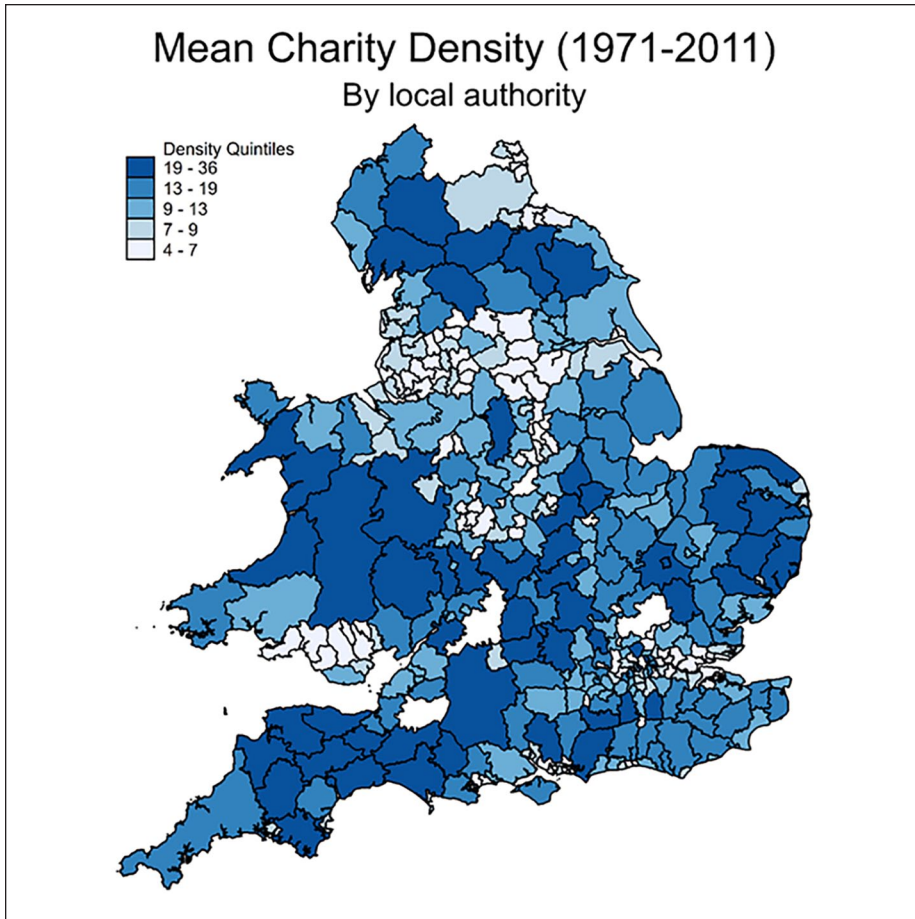 Mean Charity Density (1971-2011)
By local authority
Density Quintiles
19 - 36
13 - 19
9 - 13
7 - 9
4 - 7